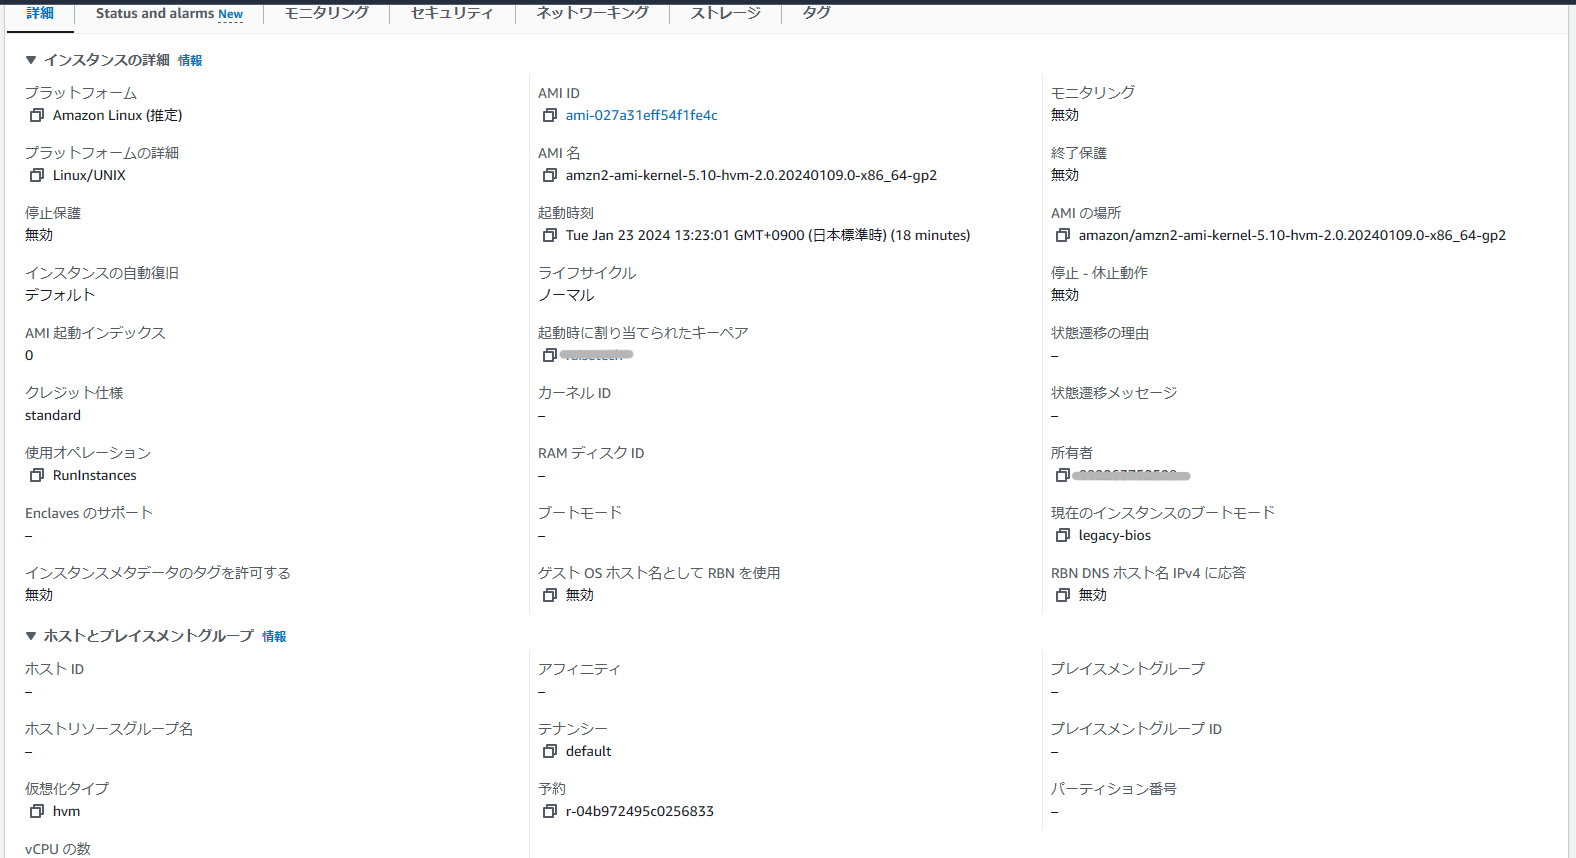 詳細 Status and alarms New モニタリング セキュリティ ネットワーキング ストレージ タグ
▼ インスタンスの詳細 情報
プラットフォーム
Amazon Linux (推定)
AMI ID
ami-027a31eff54f1fe4c
モニタリング
無効
プラットフォームの詳細
Linux/UNIX
AMI 名
amzn2-ami-kernel-5.10-hvm-2.0.20240109.0-x86_64-gp2
終了保護
無効
停止保護
無効
起動時刻
Tue Jan 23 2024 13:23:01 GMT+0900 (日本標準時) (18 minutes)
AMI の場所
amazon/amzn2-ami-kernel-5.10-hvm-2.0.20240109.0-x86_64-gp2
インスタンスの自動復旧
デフォルト
ライフサイクル
ノーマル
停止 - 休止動作
無効
AMI 起動インデックス
0
起動時に割り当てられたキーペア
状態遷移の理由
–
クレジット仕様
standard
カーネル ID
–
状態遷移メッセージ
–
使用オペレーション
RunInstances
RAM ディスク ID
–
所有者
Enclaves のサポート
–
ブートモード
–
現在のインスタンスのブートモード
legacy-bios
インスタンスメタデータのタグを許可する
無効
ゲスト OS ホスト名として RBN を使用
無効
RBN DNS ホスト名 IPv4 に応答
無効
▼ ホストとプレイスメントグループ 情報
ホスト ID
–
アフィニティ
–
プレイスメントグループ
–
ホストリソースグループ名
–
テナンシー
default
プレイスメントグループ ID
–
仮想化タイプ
hvm
予約
r-04b972495c0256833
パーティション番号
–
vCPU の数